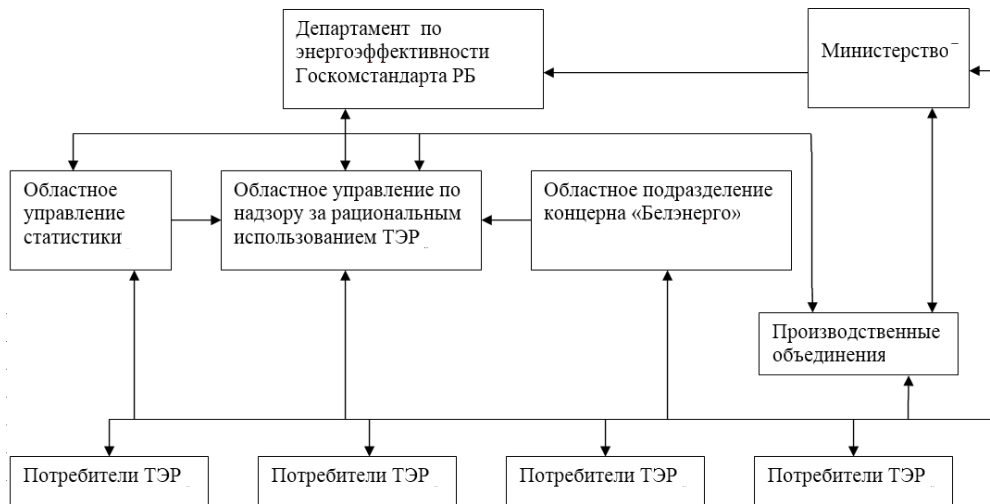 Департамент по
энергоэффективности
Госкомстандарта РБ
Министерство
Областное
управление
статистики
Областное управление по
надзору за рациональным
использованием ТЭР
Областное подразделение
концерна «Белэнерго»
Производственные
объединения
Потребители ТЭР
Потребители ТЭР
Потребители ТЭР
Потребители ТЭР